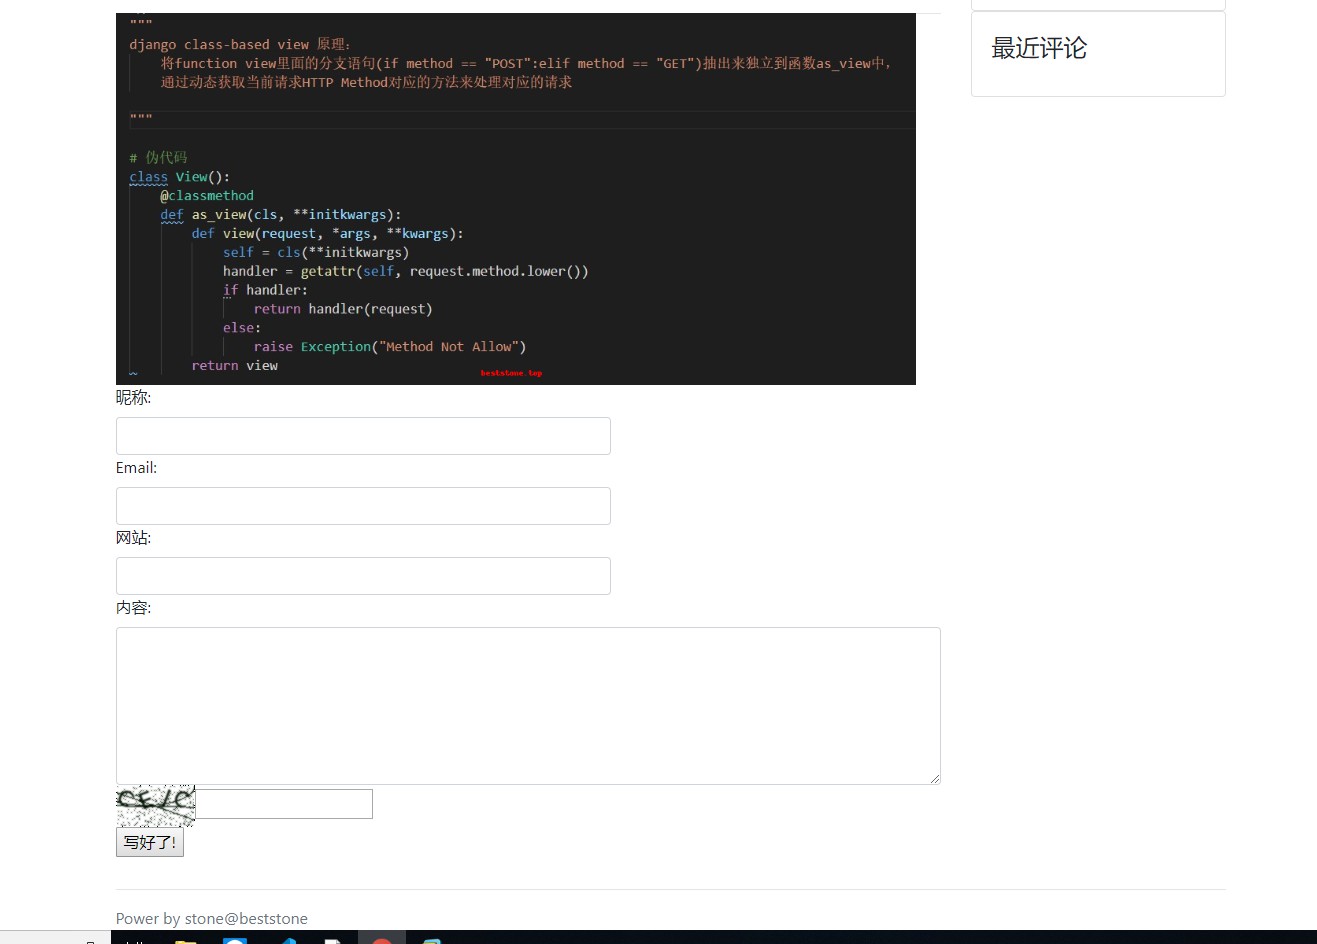 """
django class-based view 原理:
将function view里面的分支语句(if method == "POST":elif method == "GET")抽出来独立到函数as_view中,
通过动态获取当前请求HTTP Method对应的方法来处理对应的请求
"""
# 伪代码
class View():
@classmethod
def as_view(cls, **initkwargs):
def view(request, *args, **kwargs):
self = cls(**initkwargs)
handler = getattr(self, request.method.lower())
if handler:
return handler(request)
else:
raise Exception("Method Not Allow")
return view
beststone.top
昵称:
Email:
网站:
内容:
写好了!
Power by stone@beststone
最近评论